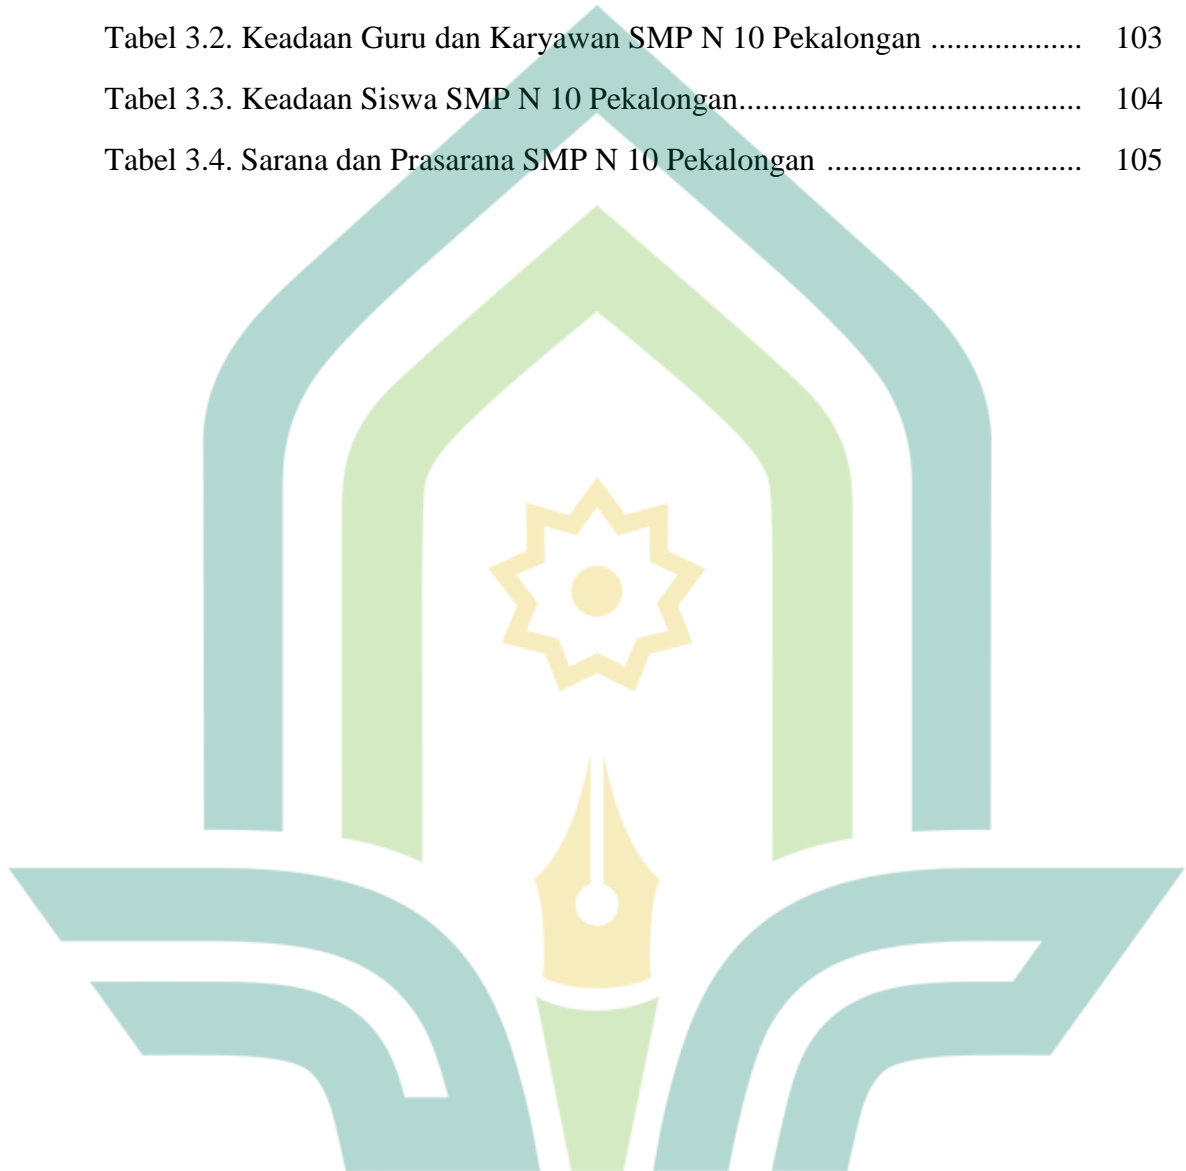 Tabel 3.2. Keadaan Guru dan Karyawan SMP N 10 Pekalongan ................... 103
Tabel 3.3. Keadaan Siswa SMP N 10 Pekalongan....................................... 104
Tabel 3.4. Sarana dan Prasarana SMP N 10 Pekalongan ............................. 105